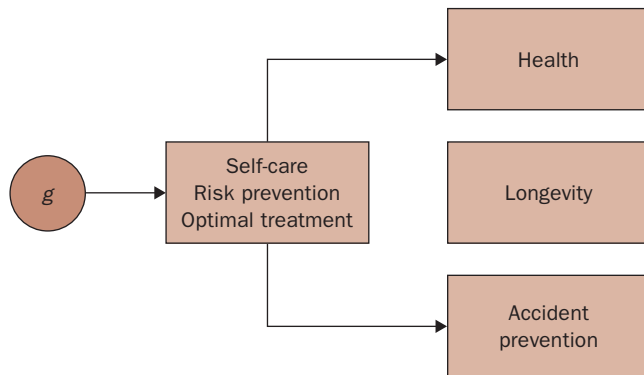 g
Self-care
Risk prevention
Optimal treatment
Health
Longevity
Accident
prevention